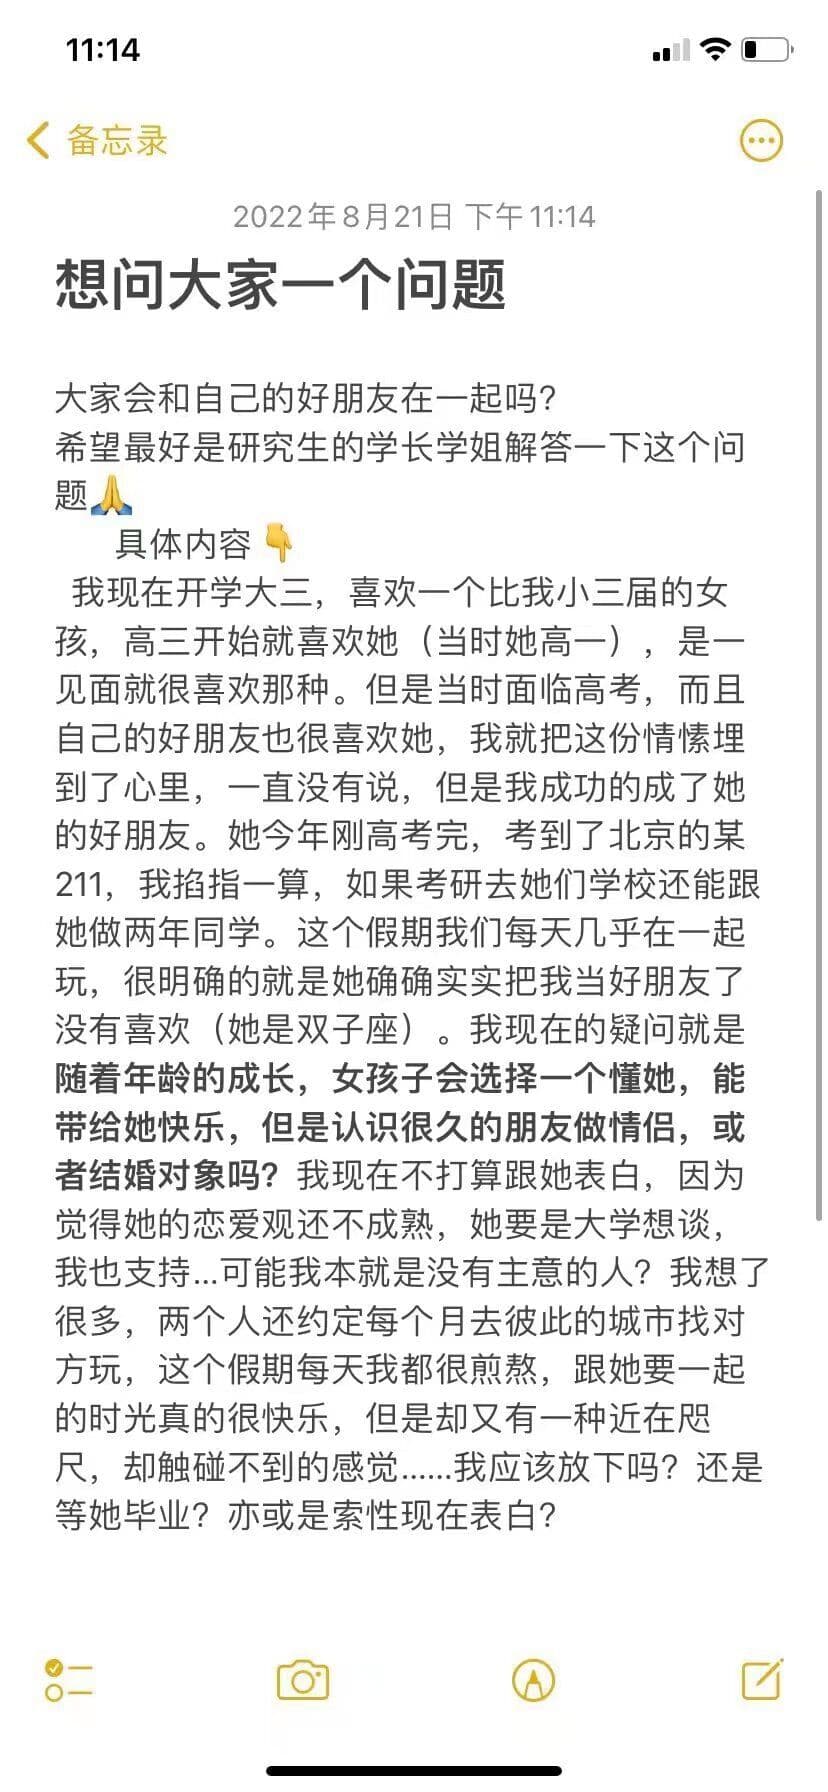 11:14
备忘录
2022年8月21日 下午11:14
想问大家一个问题
大家会和自己的好朋友在一起吗？
希望最好是研究生的学长学姐解答一下这个问
题🙏
具体内容👇
我现在开学大三，喜欢一个比我小三届的女
孩，高三开始就喜欢她（当时她高一），是一
见面就很喜欢那种。但是当时面临高考，而且
自己的好朋友也很喜欢她，我就把这份情愫埋
到了心里，一直没有说，但是我成功的成了她
的好朋友。她今年刚高考完，考到了北京的某
211，我掐指一算，如果考研去她们学校还能跟
她做两年同学。这个假期我们每天几乎在一起
玩，很明确的就是她确确实实把我当好朋友了
没有喜欢（她是双子座）。我现在的疑问就是
随着年龄的成长，女孩子会选择一个懂她，能
带给她快乐，但是认识很久的朋友做情侣，或
者结婚对象吗？我现在不打算跟她表白，因为
觉得她的恋爱观还不成熟，她要是大学想谈，
我也支持...可能我本就是没有主意的人？我想了
很多，两个人还约定每个月去彼此的城市找对
方玩，这个假期每天我都很煎熬，跟她要一起
的时光真的很快乐，但是却又有一种近在咫
尺，却触碰不到的感觉……我应该放下吗？还是
等她毕业？亦或是索性现在表白？